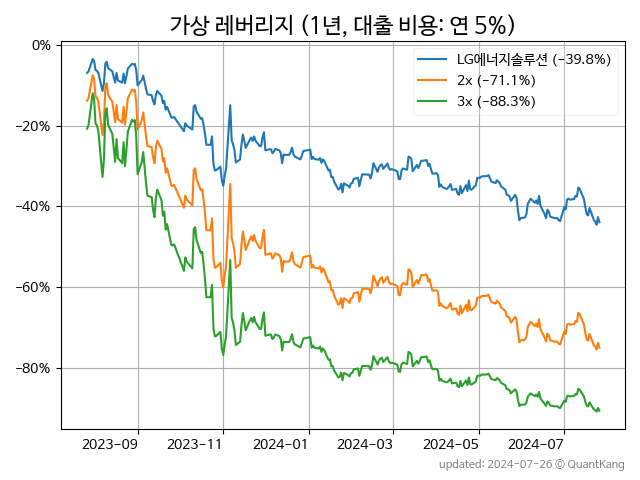 가상 레버리지 (1년, 대출 비용: 연 5%)
LG에너지솔루션 (−39.8%)
2x (−71.1%)
3x (−88.3%)
0%
−20%
−40%
−60%
−80%
2023−09 2023−11 2024−01 2024−03 2024−05 2024−07
updated: 2024−07−26 © QuantKang